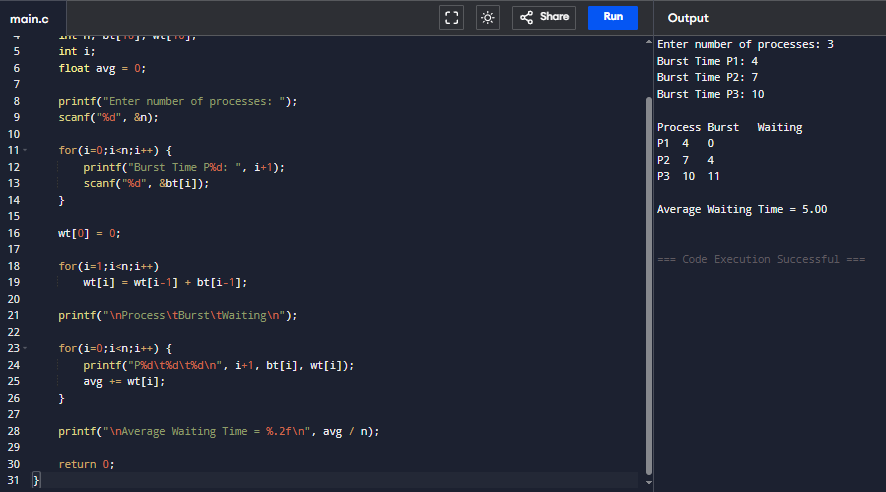 main.c
Share
Run
Output
4 int n, bt[10], wt[10];
5 int i;
6 float avg = 0;
7
8 printf("Enter number of processes: ");
9 scanf("%d", &n);
10
11 for(i=0;i<n;i++) {
12 printf("Burst Time P%d: ", i+1);
13 scanf("%d", &bt[i]);
14 }
15
16 wt[0] = 0;
17
18 for(i=1;i<n;i++)
19 wt[i] = wt[i-1] + bt[i-1];
20
21 printf("\nProcess\tBurst\tWaiting\n");
22
23 for(i=0;i<n;i++) {
24 printf("P%d\t%d\t%d\n", i+1, bt[i], wt[i]);
25 avg += wt[i];
26 }
27
28 printf("\nAverage Waiting Time = %.2f\n", avg / n);
29
30 return 0;
31 }
Enter number of processes: 3
Burst Time P1: 4
Burst Time P2: 7
Burst Time P3: 10
Process Burst Waiting
P1 4 0
P2 7 4
P3 10 11
Average Waiting Time = 5.00
=== Code Execution Successful ===